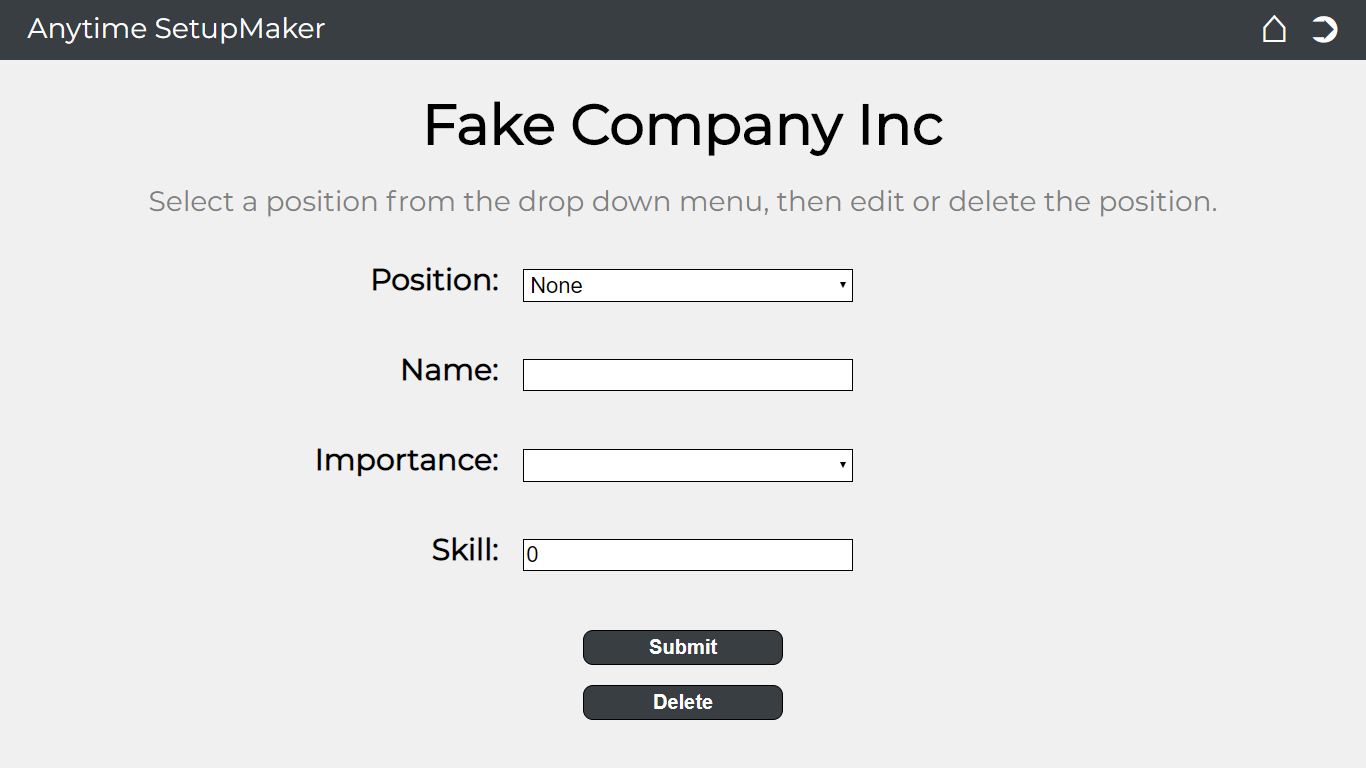 Anytime SetupMaker
Fake Company Inc
Select a position from the drop down menu, then edit or delete the position.
Position: None
Name:
Importance:
Skill: 0
Submit
Delete